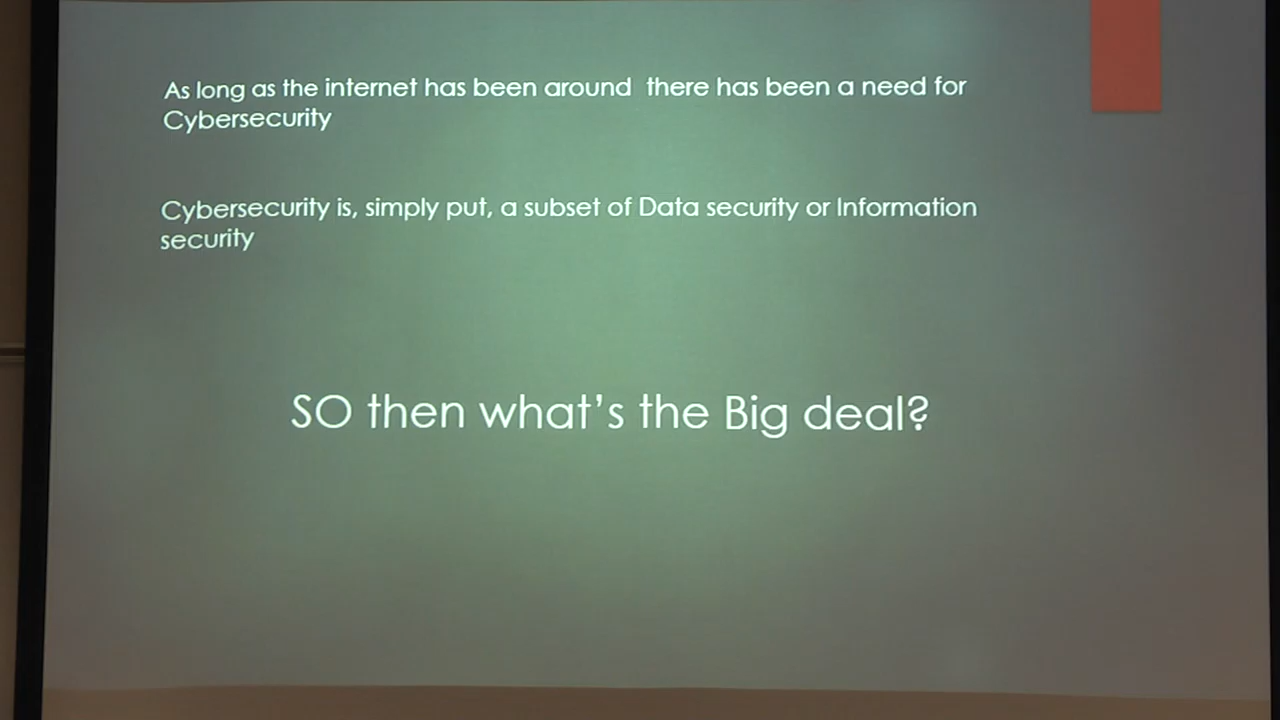 As long as the internet has been around  there has been a need for
Cybersecurity
Cybersecurity is, simply put, a subset of Data security or Information
security
SO then what's the Big deal?